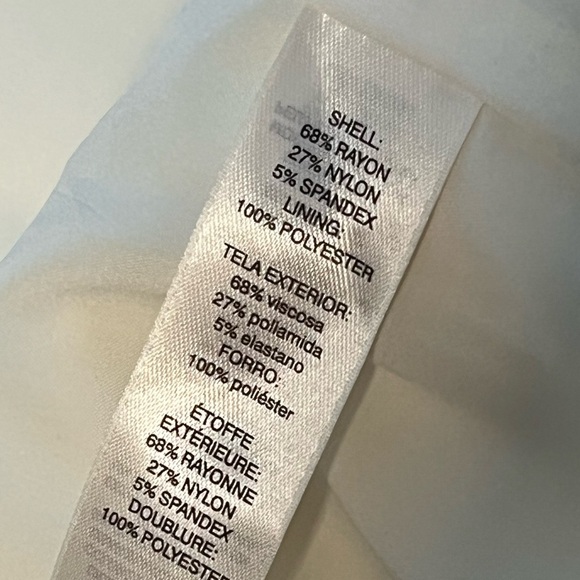 SHELL:
68% RAYON
27% NYLON
5% SPANDEX
LINING:
100% POLYESTER
TELA EXTERIOR:
68% viscosa
27% poliamida
5% elastano
FORRO:
100% poliéster
ÉTOFFE
EXTÉRIEURE:
68% RAYONNE
27% NYLON
5% SPANDEX
DOUBLURE:
100% POLYESTER